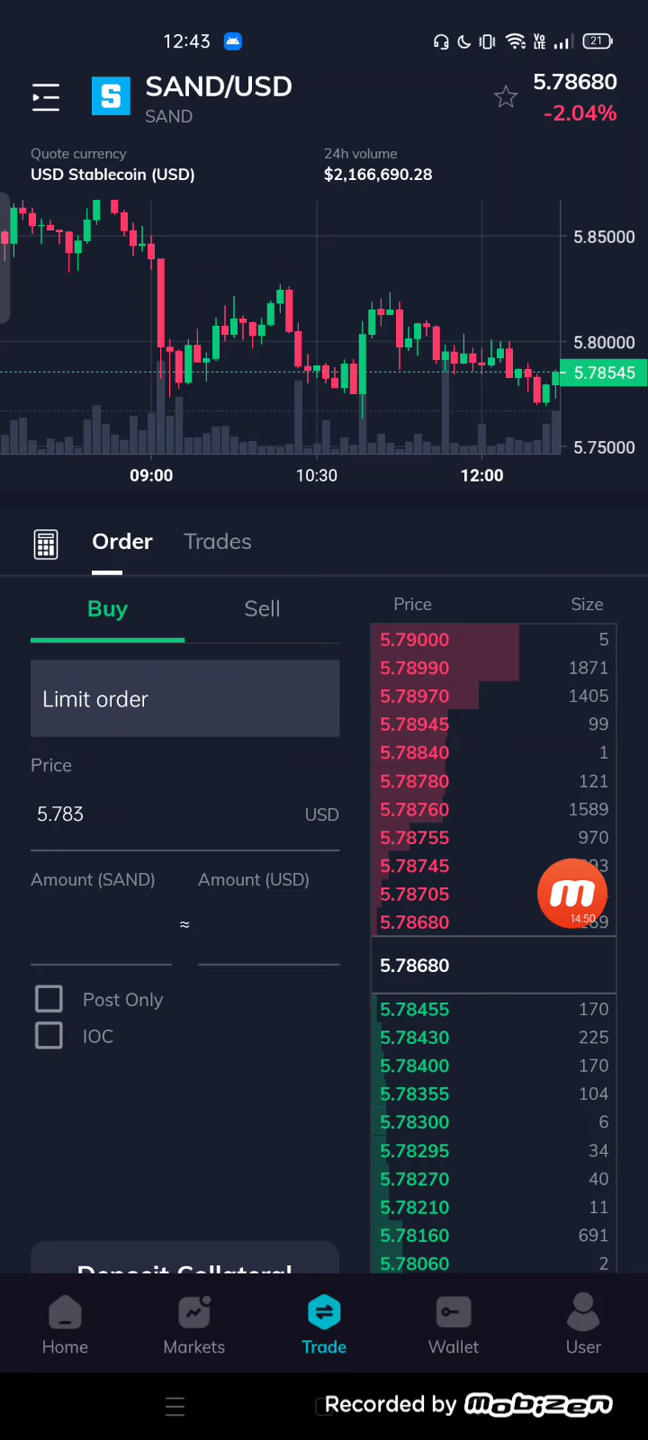 12:43
VO LTE
21
S
SAND/USD
5.78680
SAND
-2.04%
Quote currency
24h volume
USD Stablecoin (USD)
$2,166,690.28
5.85000
5.80000
5.78545
5.75000
09:00
10:30
12:00
Order
Trades
Buy
Sell
Price
Size
5.79000 5
5.78990 1871
5.78970 1405
5.78945 99
5.78840 1
5.78780 121
5.78760 1589
5.78755 970
5.78745
5.78705
5.78680
5.78680
5.78455 170
5.78430 225
5.78400 170
5.78355 104
5.78300 6
5.78295 34
5.78270 40
5.78210 11
5.78160 691
5.78060 2
Limit order
Price
5.783 USD
Amount (SAND)
Amount (USD)
≈
Post Only
IOC
Deposit Collateral
m
14:50
Home
Markets
Trade
Wallet
User
Recorded by mobizen